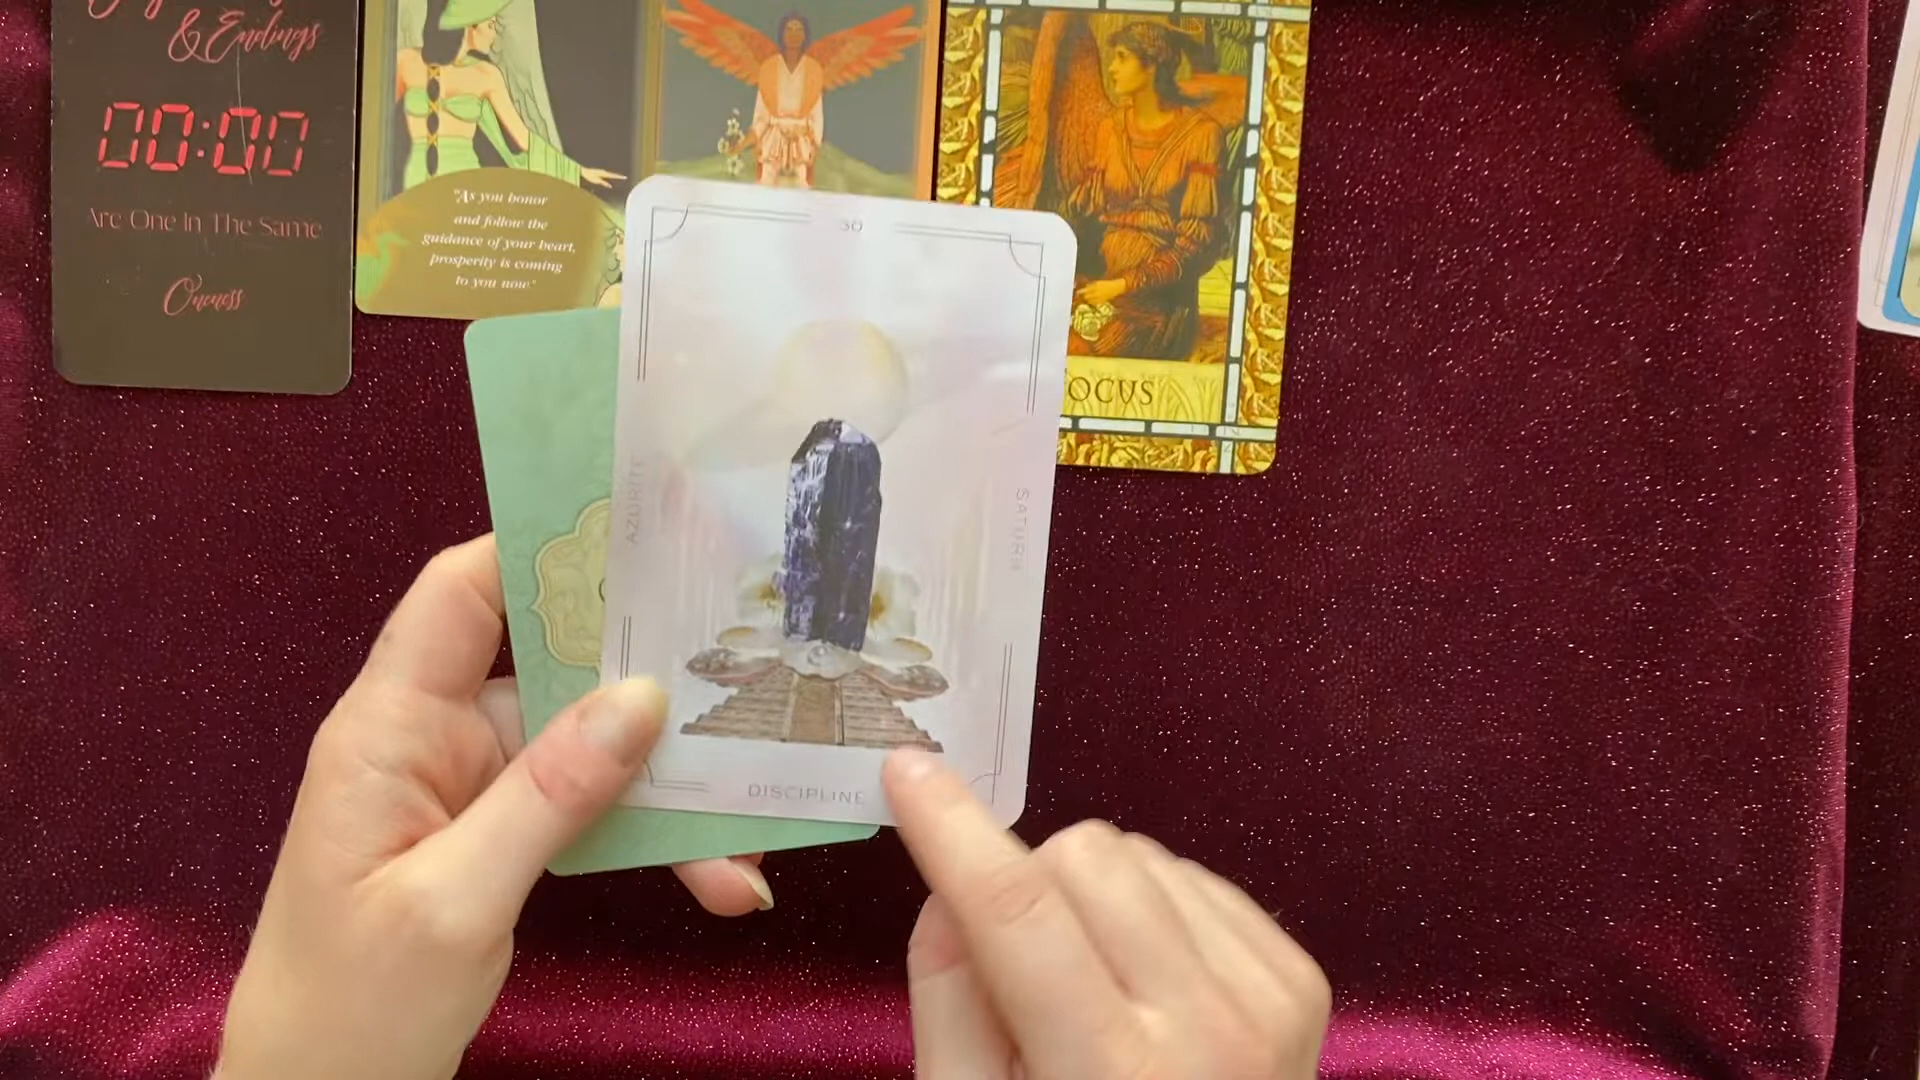 & Endings
00:00
Are One In The Same
Oneness
"As you honor
and follow the
guidance of your heart,
prosperity is coming
to you now."
OCUS
AZURITE
SATURN
DISCIPLINE